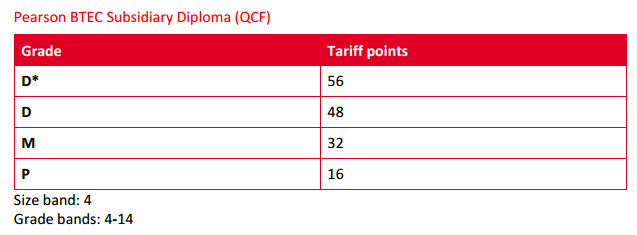 Pearson BTEC Subsidiary Diploma (QCF)
Grade Tariff points
D* 56
D 48
M 32
P 16
Size band: 4
Grade bands: 4-14